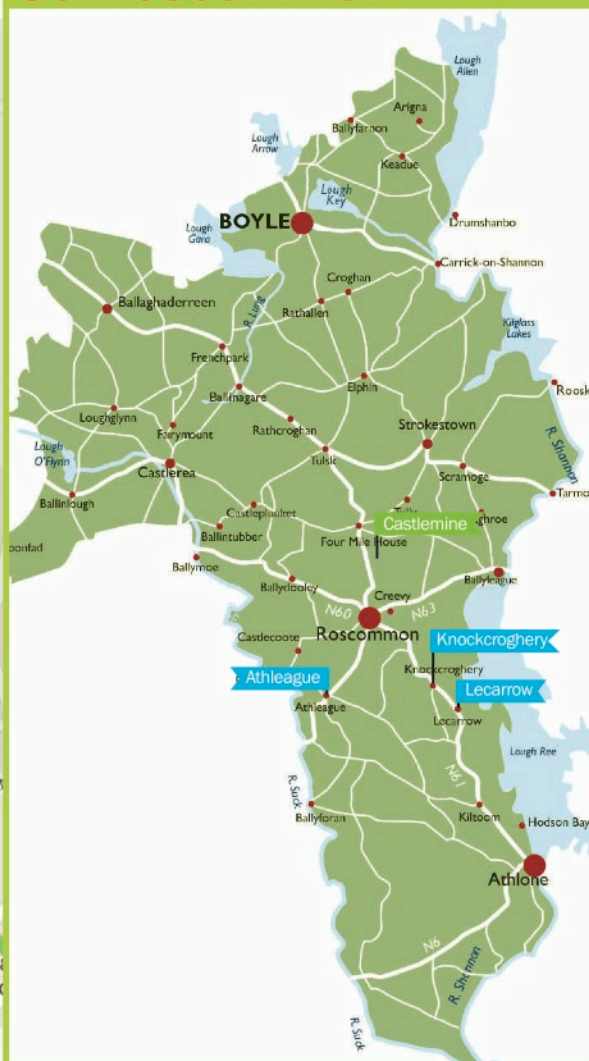 Lough
Allen
Arigna
Ballyfarnon
Lough
Arrow
Keadue
Lough
Key
BOYLE
Drumshanbo
Lough
Gara
Carrick-on-Shannon
Croghan
Ballaghaderreen
Rathallen
R. Lung
Kilglass
Lakes
Frenchpark
Elphin
Ballinagare
Roosk
Loughglynn
Rathcroghan
Strokestown
Fairymount
R. Shannon
Lough
O'Flynn
Tulsk
Castlerea
Scramoge
Tarmo
Ballinlough
Castleplunket
Castlemine
ghroe
Ballintubber
Four Mile House
oonfad
Ballymoe
Ballydooley
Ballyleague
Creevy
N60
N63
Roscommon
Castlecoote
Knockcroghery
Athleague
Knockcroghery
Lecarrow
Athleague
Lecarrow
Lough Ree
N61
R. Suck
Ballyforan
Kiltoom
Hodson Bay
Athlone
N6
R. Shannon
R. Suck